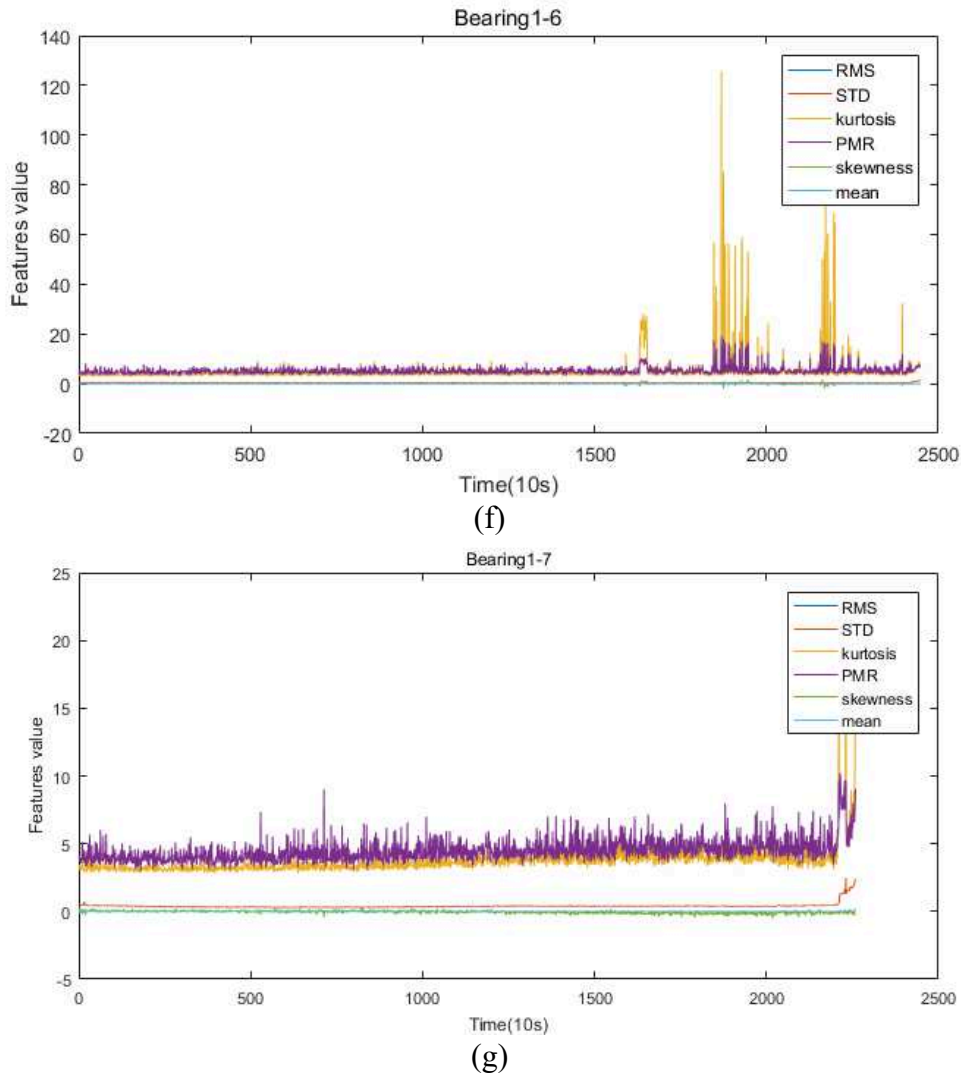 Bearing1-6
140
120
100
80
60
40
20
0
-20
Features value
RMS
STD
kurtosis
PMR
skewness
mean
0 500 1000 1500 2000 2500
Time(10s)
(f)
Bearing1-7
25
20
15
10
5
0
-5
Features value
RMS
STD
kurtosis
PMR
skewness
mean
0 500 1000 1500 2000 2500
Time(10s)
(g)